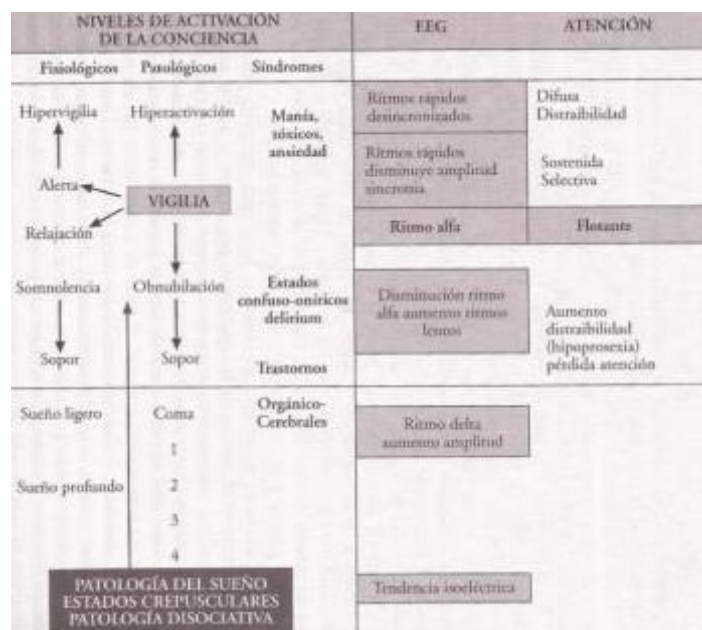 NIVELES DE ACTIVACIÓN
DE LA CONCIENCIA
EEG
ATENCIÓN
Fisiológicos Patológicos Síndromes
Hipervigilia
Hiperactivación
Manía,
tóxicos,
ansiedad
Ritmos rápidos
desincronizados
Difusa
Distraibilidad
Ritmos rápidos
disminuye amplitud
sincronia
Sostenida
Selectiva
Alerta
VIGILIA
Relajación
Ritmo alfa
Flotante
Somnolencia
Obnubilación
Estados
confuso-oníricos
delirium
Disminución ritmo
alfa aumento ritmos
lentos
Aumento
distraibilidad
(hipoprosexia)
pérdida atención
Sopor
Sopor
Trastornos
Sueño ligero
Coma
Orgánico-
Cerebrales
Ritmo delta
aumento amplitud
1
Sueño profundo
2
3
4
PATOLOGÍA DEL SUEÑO
ESTADOS CREPUSCULARES
PATOLOGÍA DISOCIATIVA
Tendencia isoeléctrica